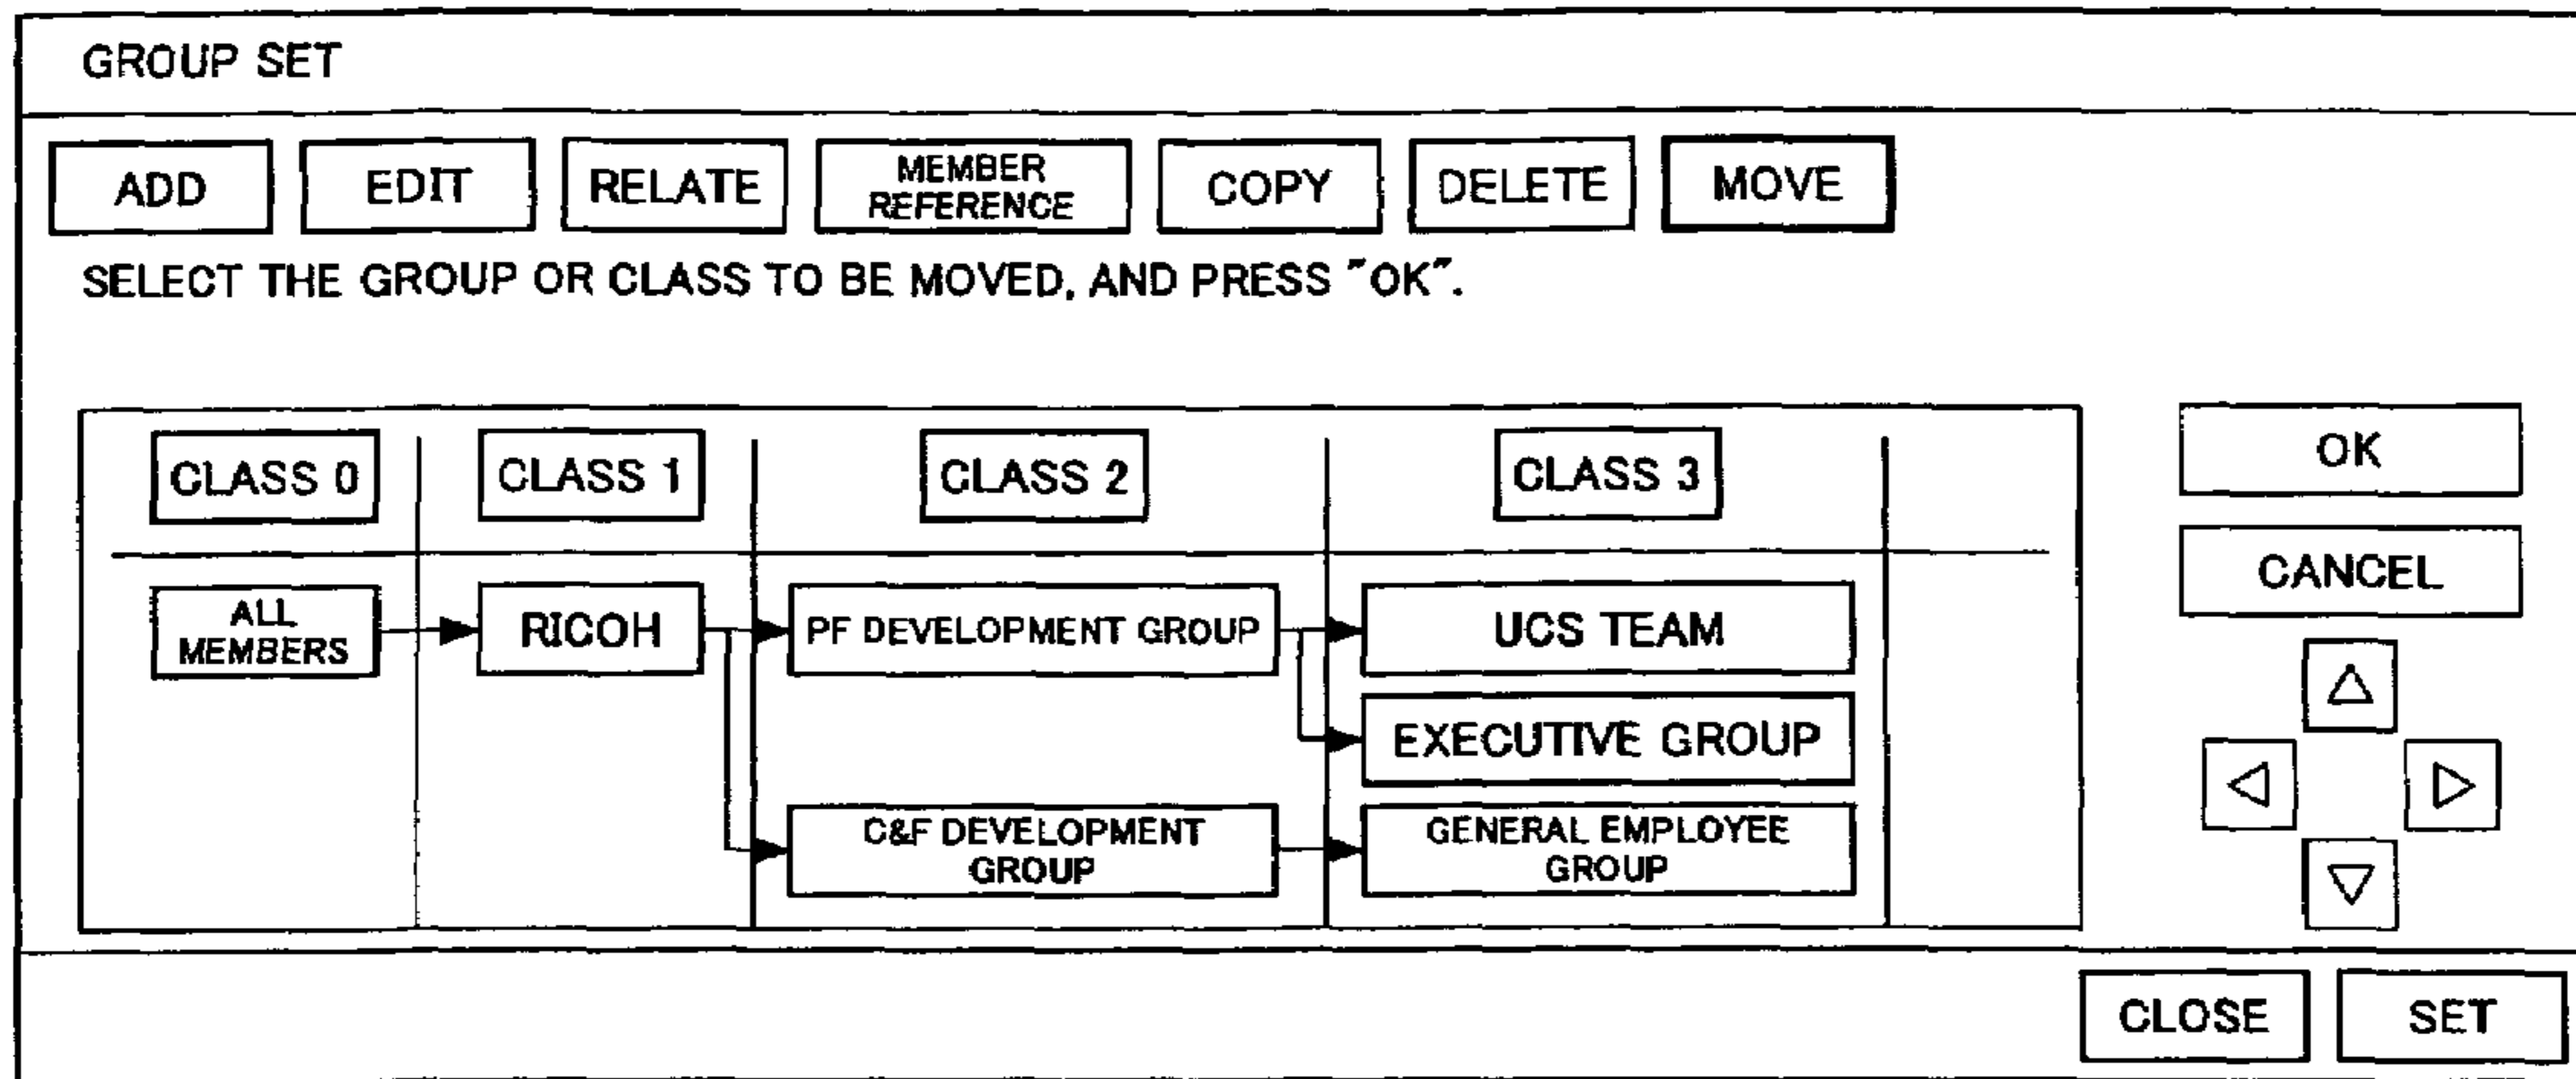 GROUP SET
ADD
EDIT
RELATE
MEMBER
REFERENCE
COPY
DELETE
MOVE
SELECT THE GROUP OR CLASS TO BE MOVED, AND PRESS "OK".
CLASS 0
CLASS 1
CLASS 2
CLASS 3
OK
CANCEL
ALL
MEMBERS
RICOH
PF DEVELOPMENT GROUP
UCS TEAM
EXECUTIVE GROUP
C&F DEVELOPMENT
GROUP
GENERAL EMPLOYEE
GROUP
CLOSE
SET